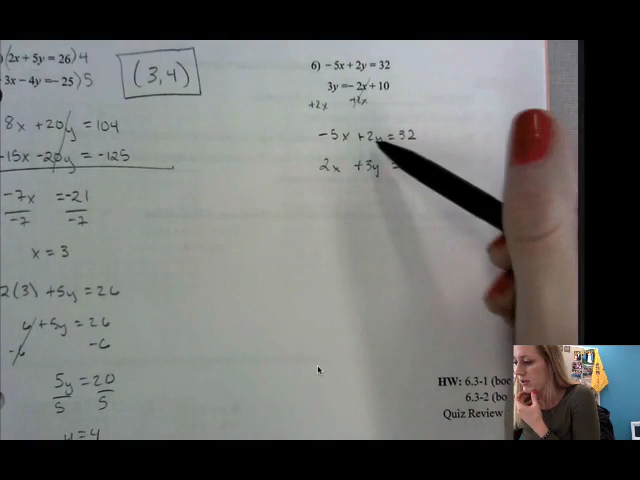 (2x + 5y = 26) 4
3x - 4y = - 25) 5
(3,4)
8x + 20y = 104
-15x - 20y = -125
-7x = -21
-7 -7
x = 3
2(3) + 5y = 26
6 + 5y = 26
-6 -6
5y = 20
5 5
y = 4
6) - 5x + 2y = 32
3y = - 2x + 10
+2x +2x
-5x + 2y = 32
2x + 3y =
HW: 6.3-1 (boo
6.3-2 (bo
Quiz Review